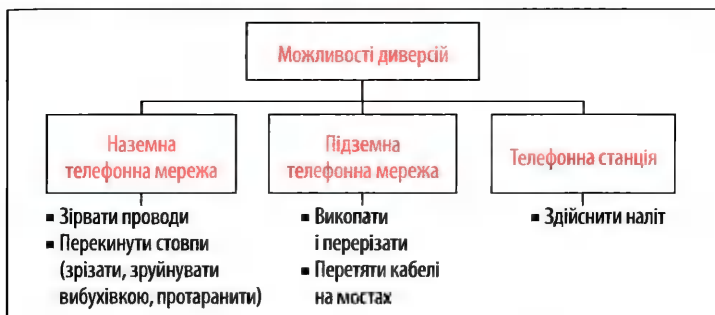 Можливості диверсій
Наземна
телефонна мережа
Підземна
телефонна мережа
Телефонна станція
▪ Зірвати проводи
▪ Перекинути стовпи
(зрізати, зруйнувати
вибухівкою, протаранити)
▪ Викопати
і перерізати
▪ Перетяти кабелі
на мостах
▪ Здійснити наліт